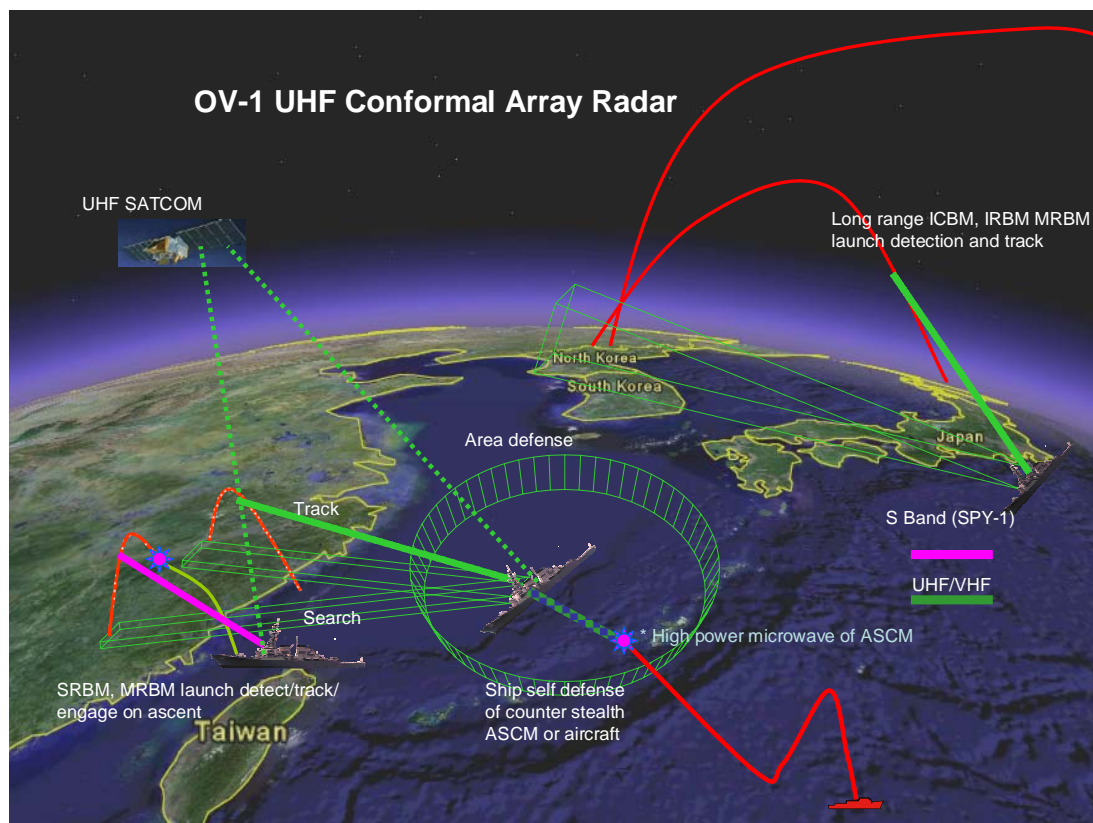 OV-1 UHF Conformal Array Radar
UHF SATCOM
Long range ICBM, IRBM MRBM
launch detection and track
North Korea
South Korea
Japan
Area defense
Track
S Band (SPY-1)
UHF/VHF
Search
* High power microwave of ASCM
SRBM, MRBM launch detect/track/
engage on ascent
Ship self defense
of counter stealth
ASCM or aircraft
Taiwan